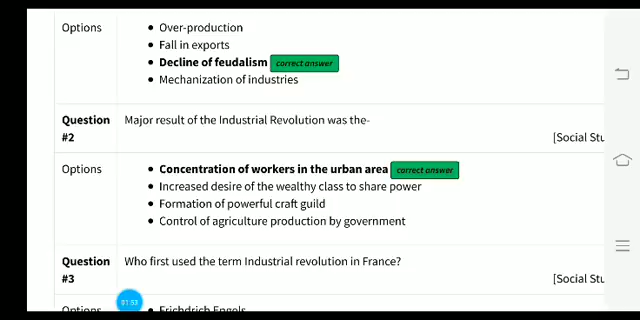 Options
• Over-production
• Fall in exports
• Decline of feudalism correct answer
• Mechanization of industries
Question #2
Major result of the Industrial Revolution was the-
[Social Stu
Options
• Concentration of workers in the urban area correct answer
• Increased desire of the wealthy class to share power
• Formation of powerful craft guild
• Control of agriculture production by government
Question #3
Who first used the term Industrial revolution in France?
[Social Stu
Options
• Frichdrich Engels